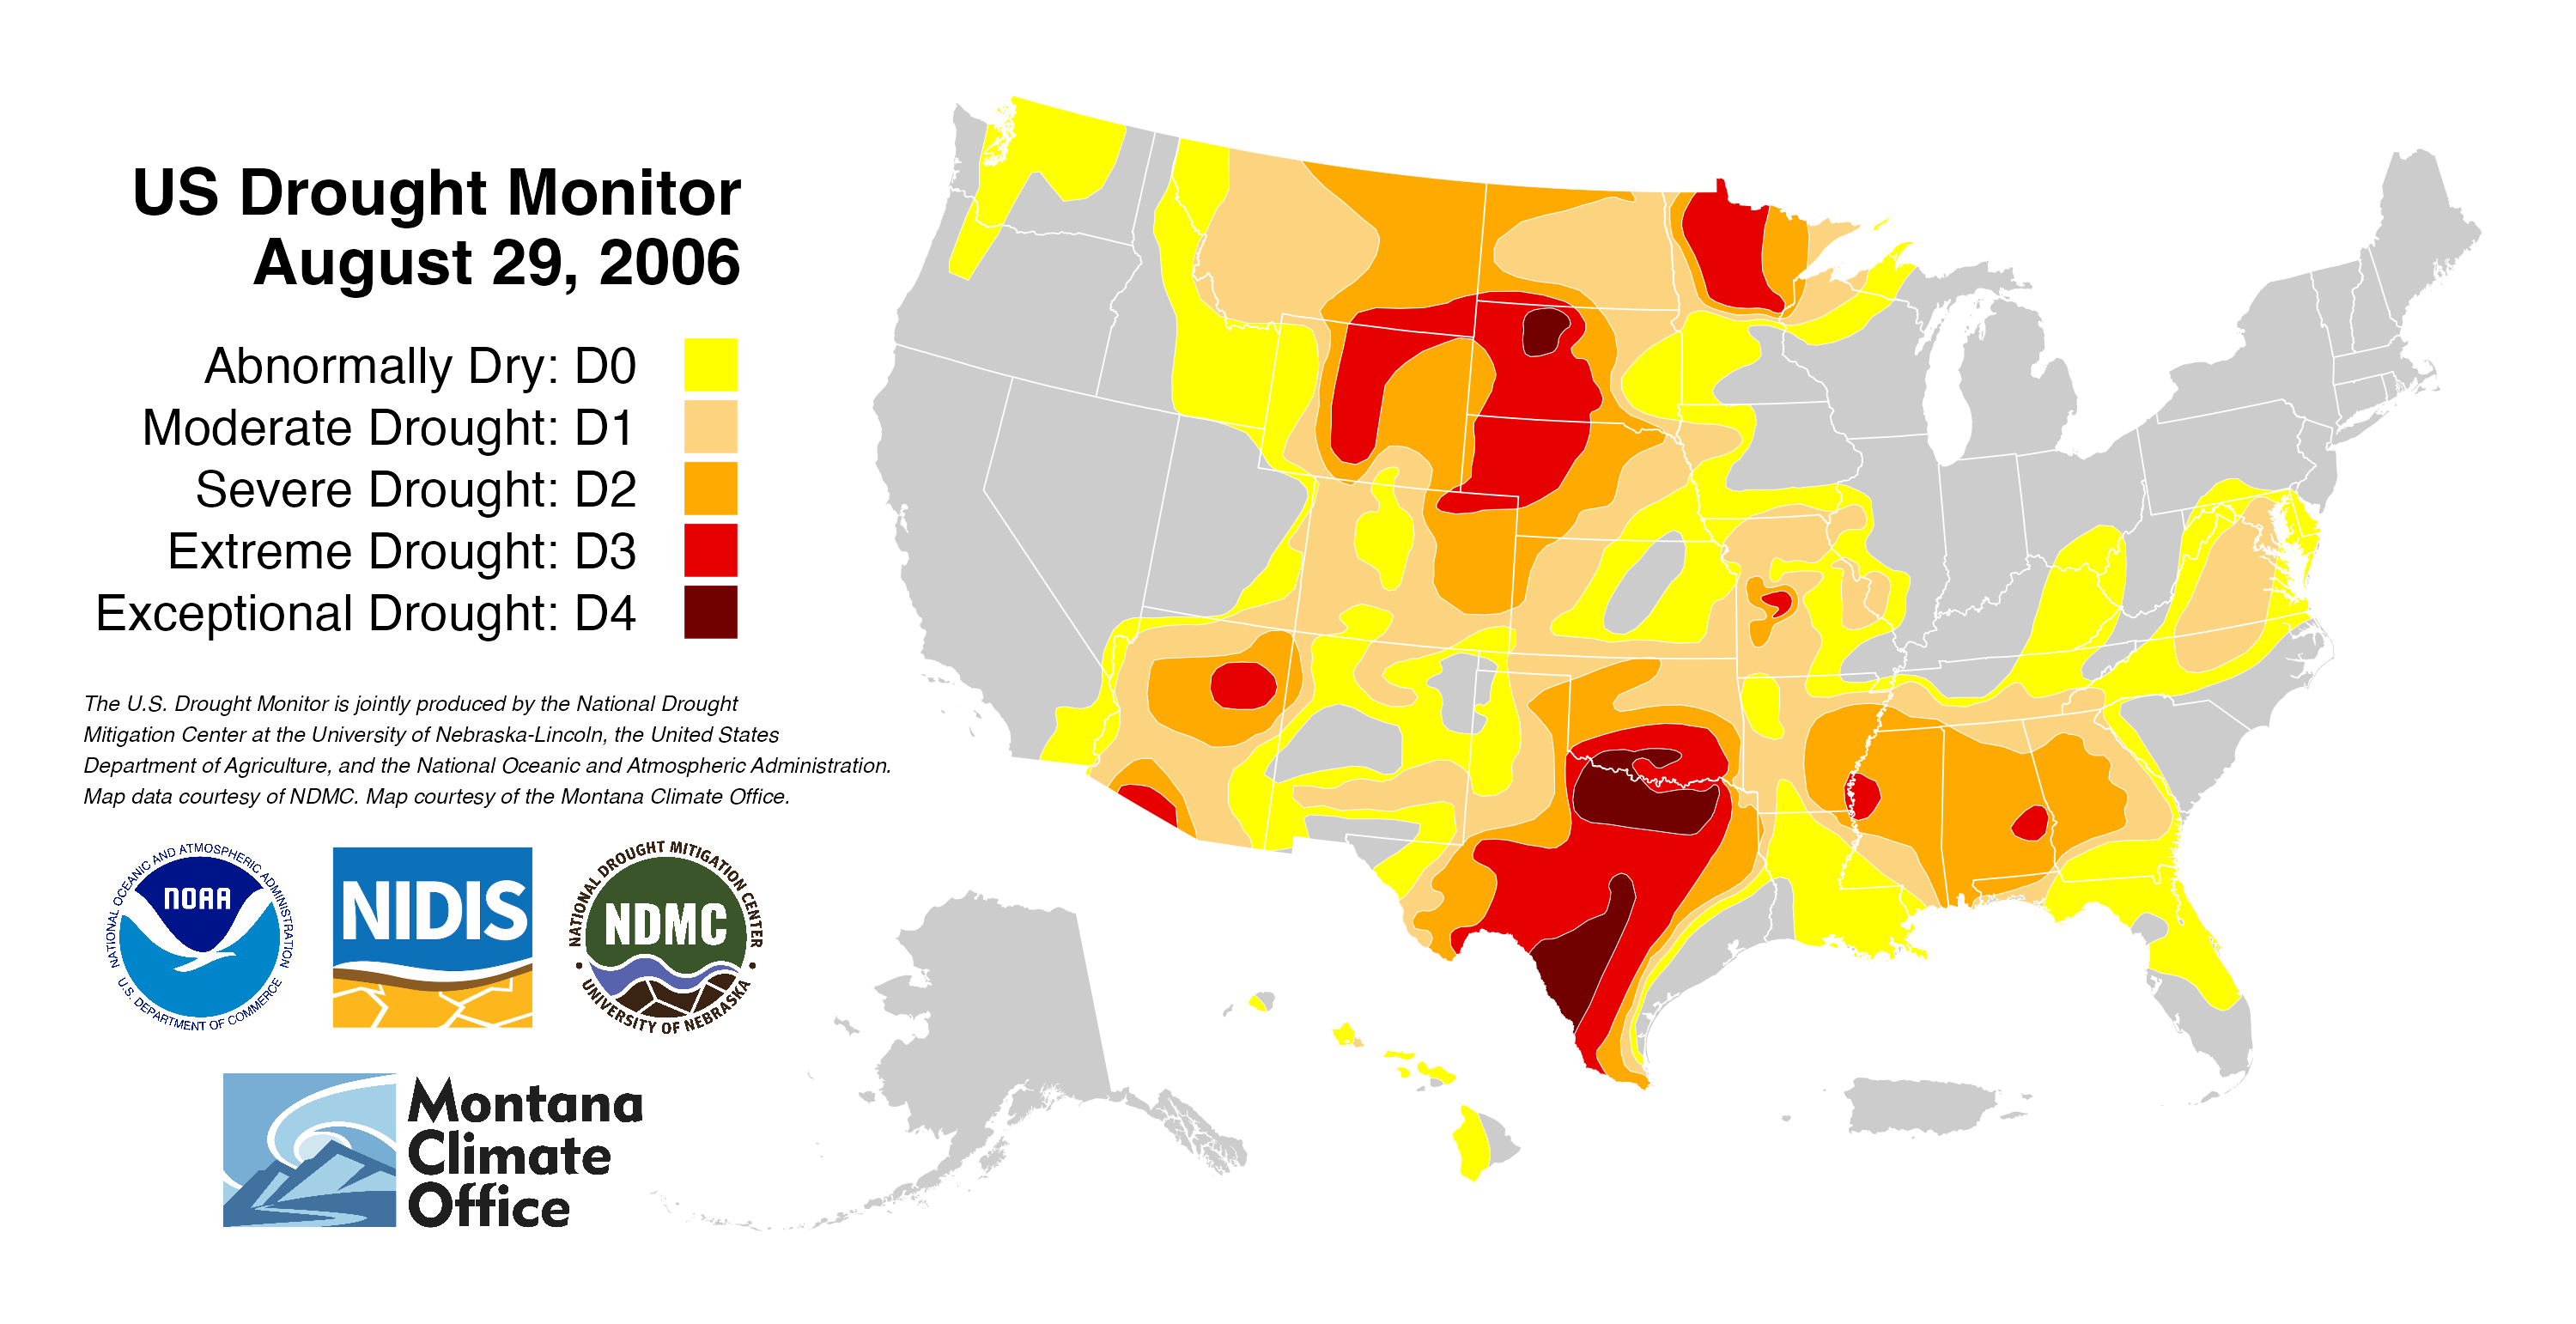 US Drought Monitor
August 29, 2006
Abnormally Dry: D0
Moderate Drought: D1
Severe Drought: D2
Extreme Drought: D3
Exceptional Drought: D4
The U.S. Drought Monitor is jointly produced by the National Drought
Mitigation Center at the University of Nebraska-Lincoln, the United States
Department of Agriculture, and the National Oceanic and Atmospheric Administration.
Map data courtesy of NDMC. Map courtesy of the Montana Climate Office.
NATIONAL OCEANIC AND ATMOSPHERIC ADMINISTRATION
NOAA
U.S. DEPARTMENT OF COMMERCE
NIDIS
NATIONAL DROUGHT MITIGATION CENTER
NDMC
UNIVERSITY OF NEBRASKA
Montana
Climate
Office